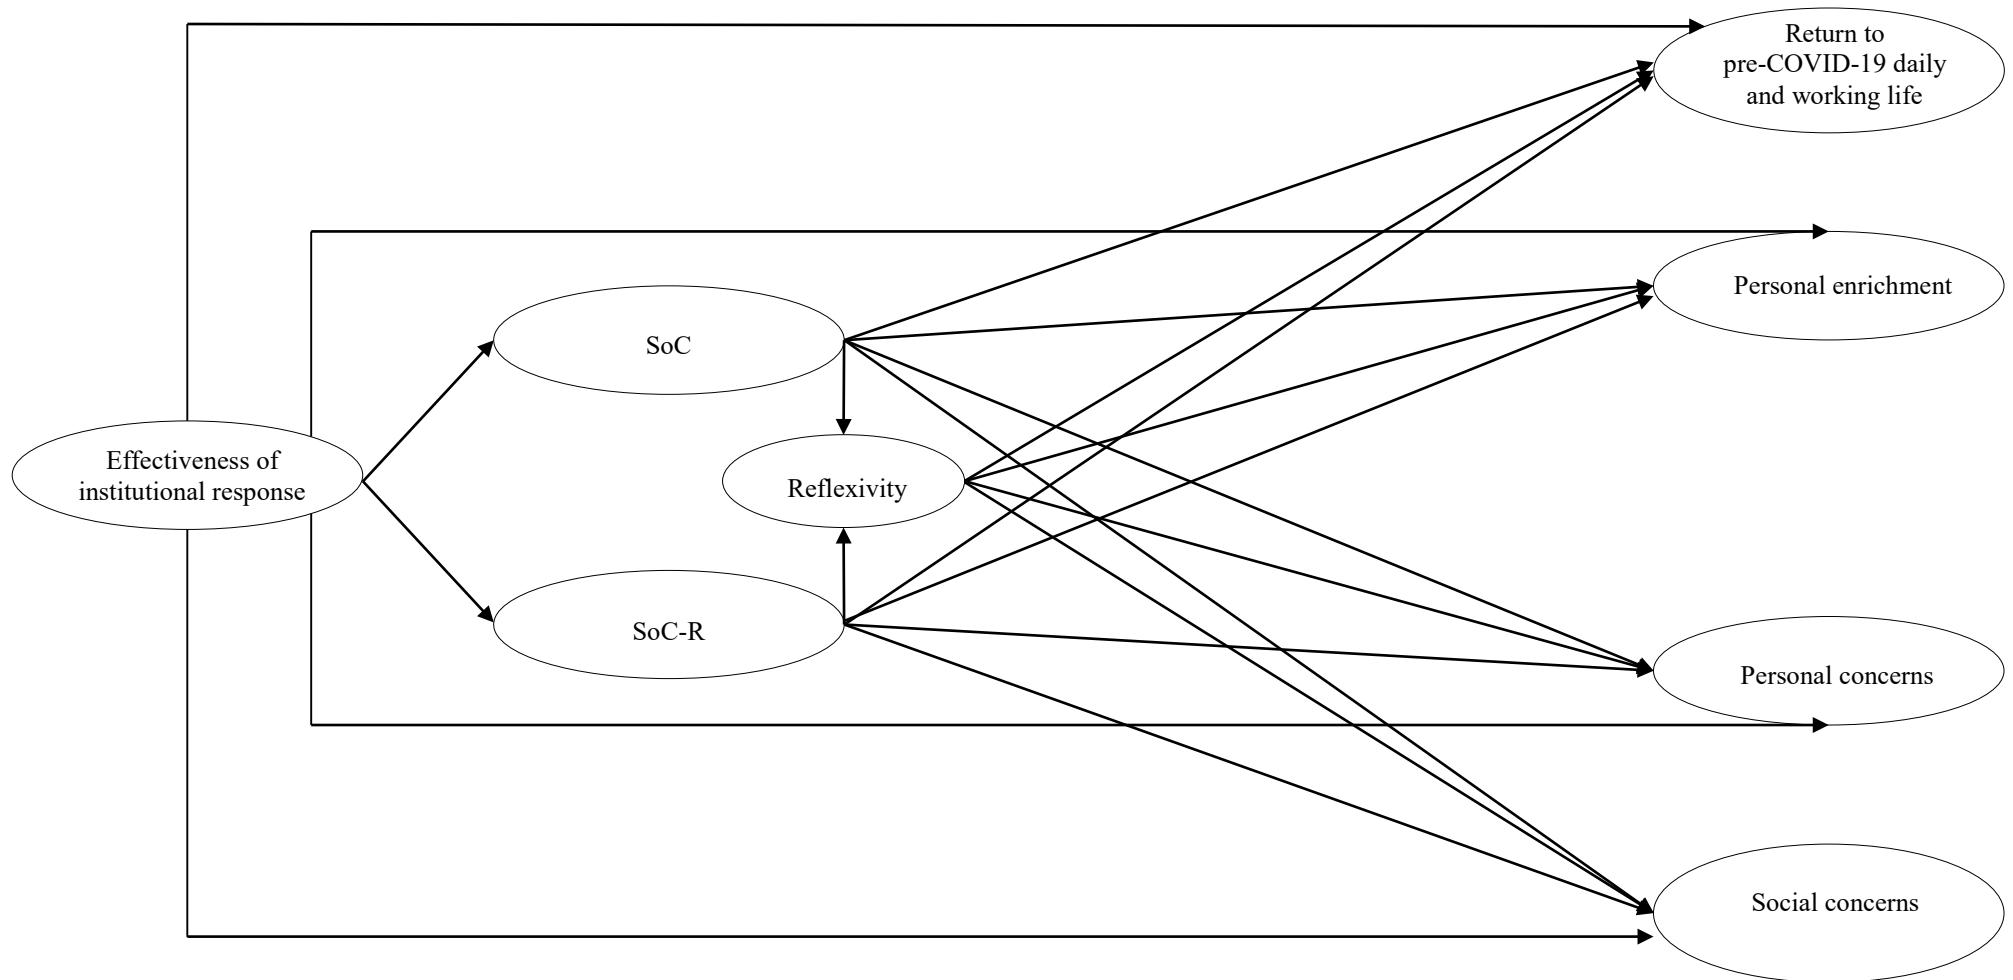 Return to
pre-COVID-19 daily
and working life
Personal enrichment
SoC
Effectiveness of
institutional response
Reflexivity
SoC-R
Personal concerns
Social concerns